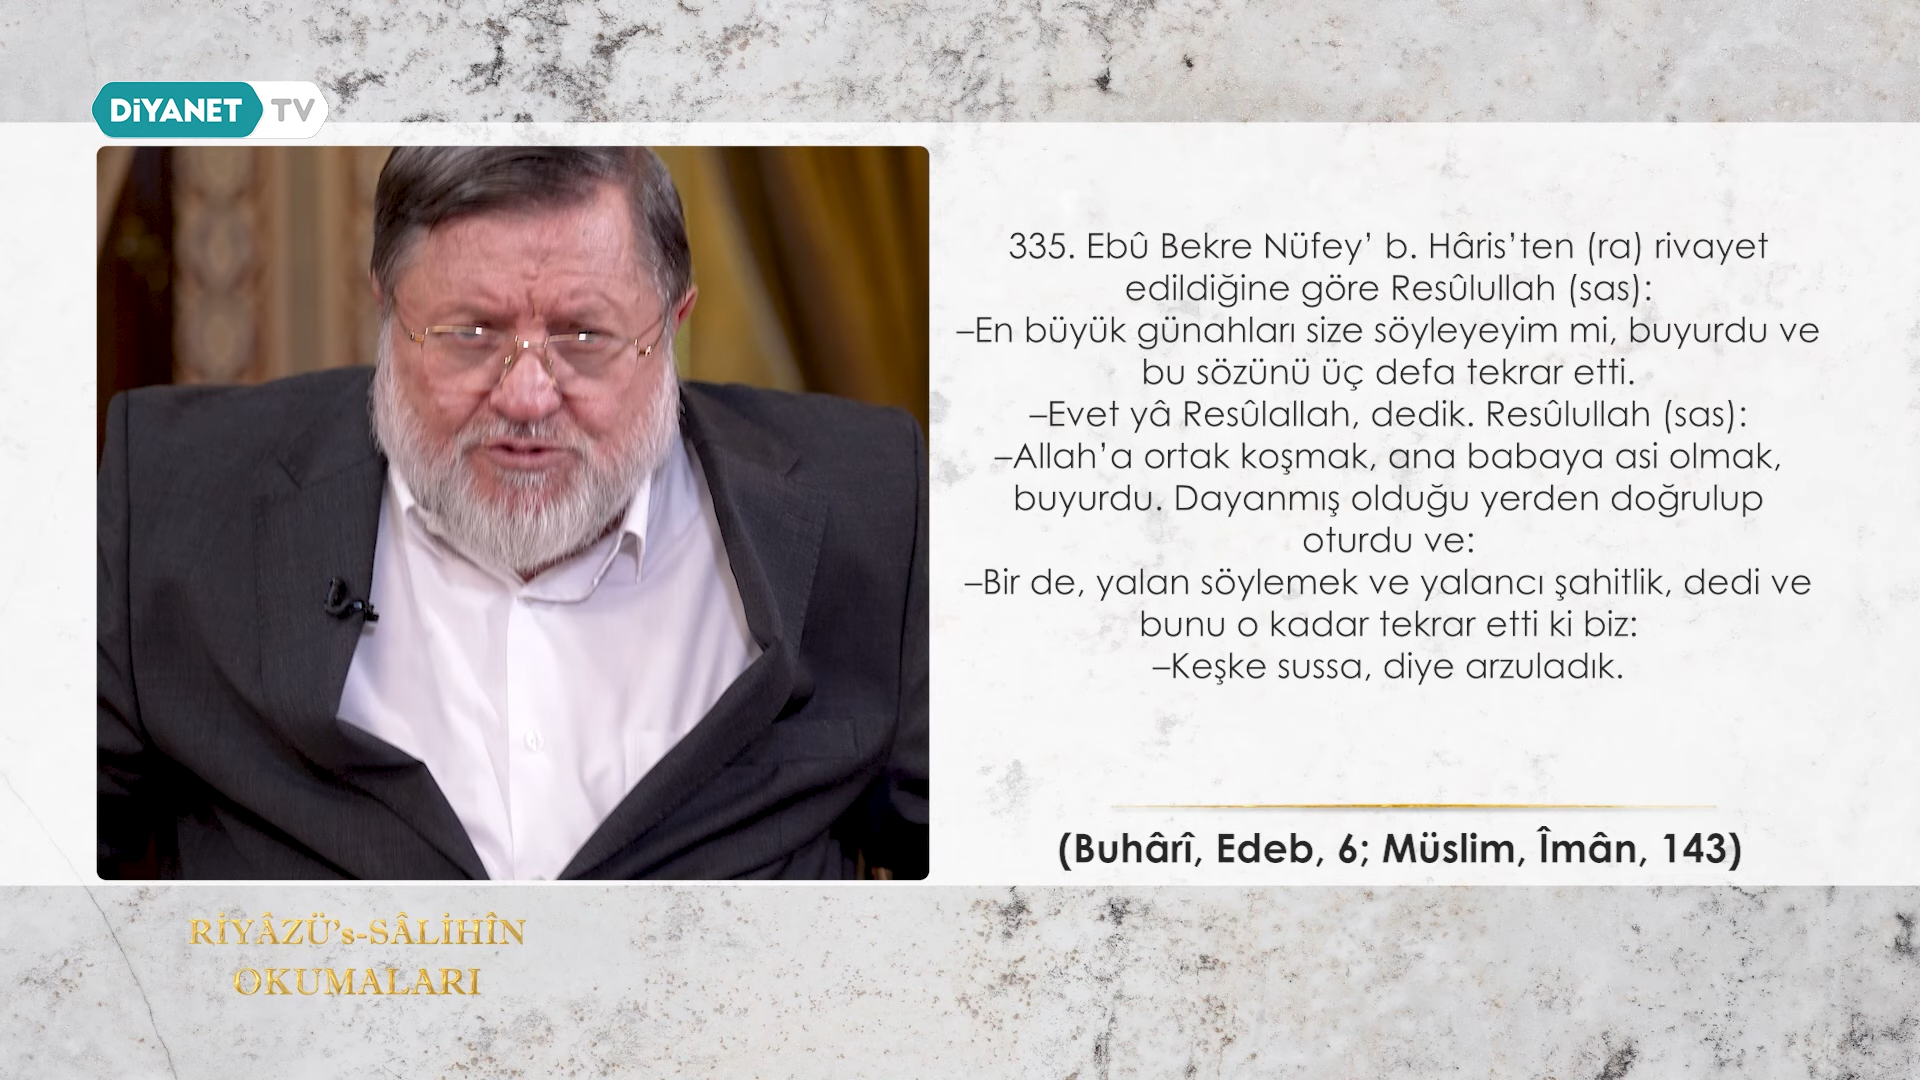 DiYANET TV
335. Ebû Bekre Nüfey’ b. Hâris’ten (ra) rivayet
edildiğine göre Resûlullah (sas):
–En büyük günahları size söyleyeyim mi, buyurdu ve
bu sözünü üç defa tekrar etti.
–Evet yâ Resûlallah, dedik. Resûlullah (sas):
–Allah’a ortak koşmak, ana babaya asi olmak,
buyurdu. Dayanmış olduğu yerden doğrulup
oturdu ve:
–Bir de, yalan söylemek ve yalancı şahitlik, dedi ve
bunu o kadar tekrar etti ki biz:
–Keşke sussa, diye arzuladık.
(Buhârî, Edeb, 6; Müslim, Îmân, 143)
RİYÂZÜ’s-SÂLİHÎN
OKUMALARI